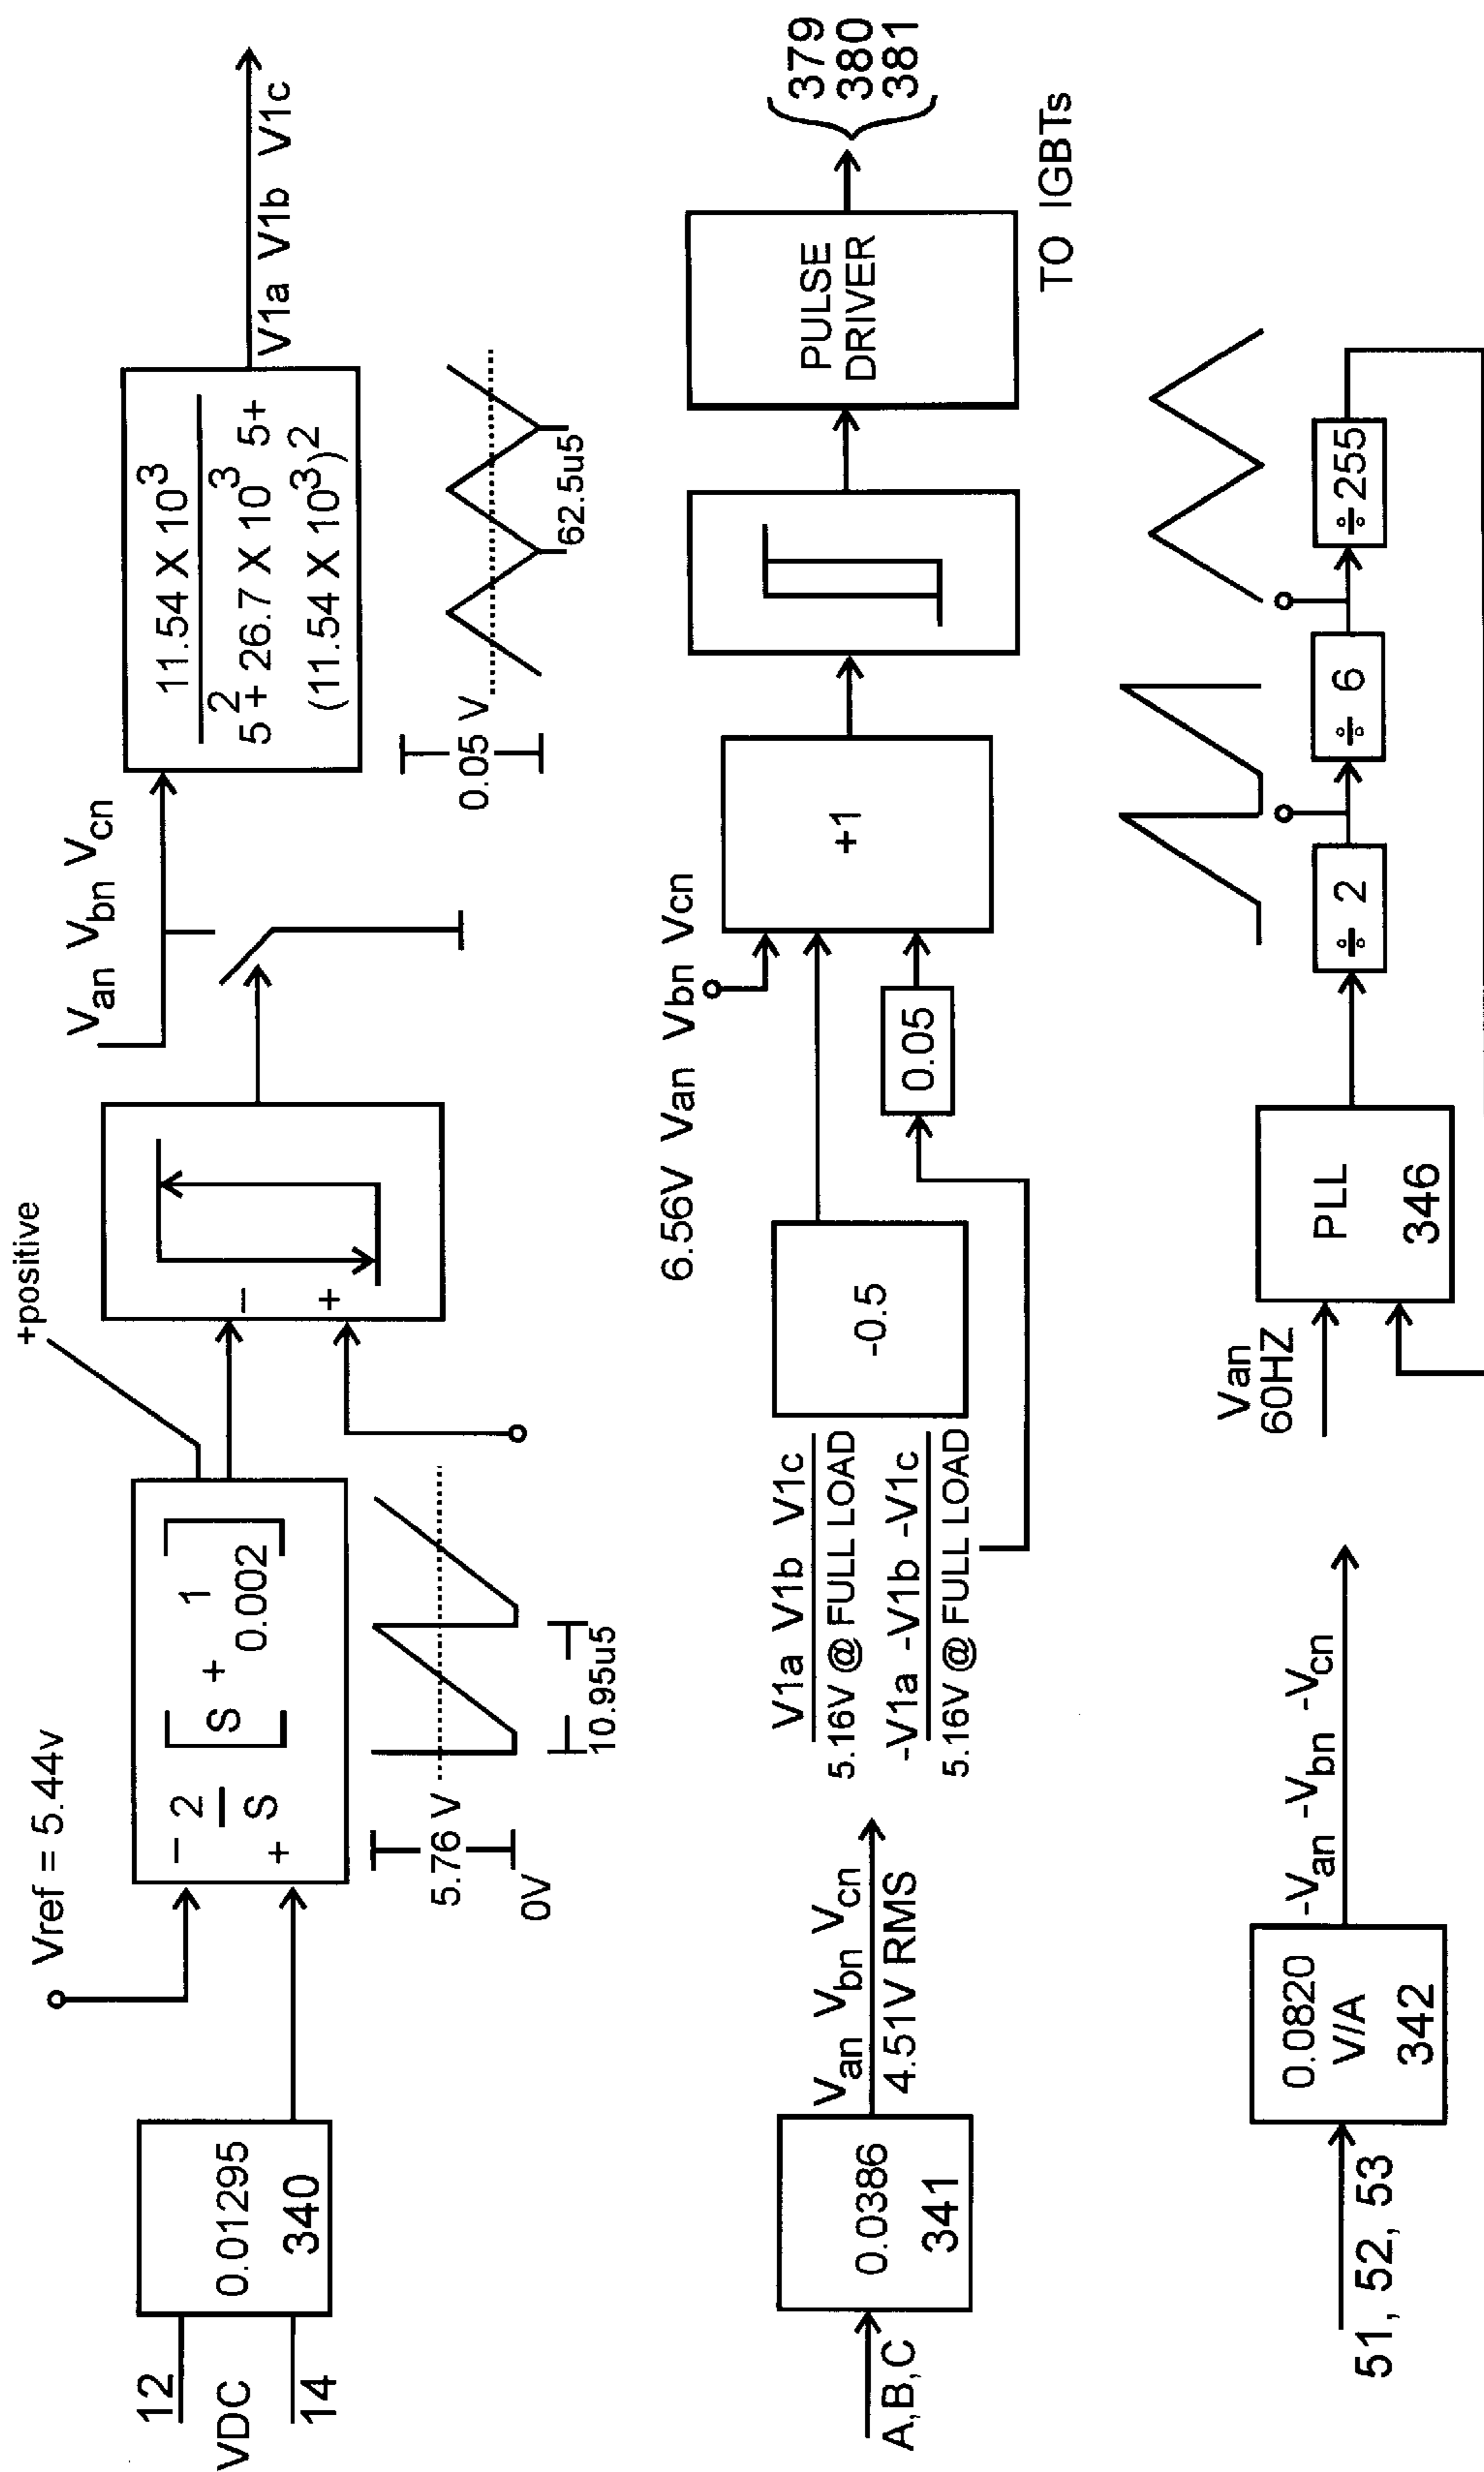 12
VDC
14
0.01295
340
Vref = 5.44v
- 2 [ S + 1 ]
+ S 0.002
+positive
5.76 V
0V
10.95u5
-
+
Van Vbn Vcn
11.54 X 10 3
5 2 + 26.7 X 10 3 5+
(11.54 X 10 3 ) 2
V1a V1b V1c
0.05 V
62.5u5
A,B,C
0.0386
341
Van Vbn Vcn
4.51V RMS
V1a V1b V1c
5.16V @ FULL LOAD
-V1a -V1b -V1c
5.16V @ FULL LOAD
-0.5
0.05
6.56V Van Vbn Vcn
+1
PULSE
DRIVER
379
380
381
TO IGBTs
51, 52, 53
0.0820
V/A
342
-Van -Vbn -Vcn
Van
60HZ
PLL
346
÷ 2
÷ 6
÷255